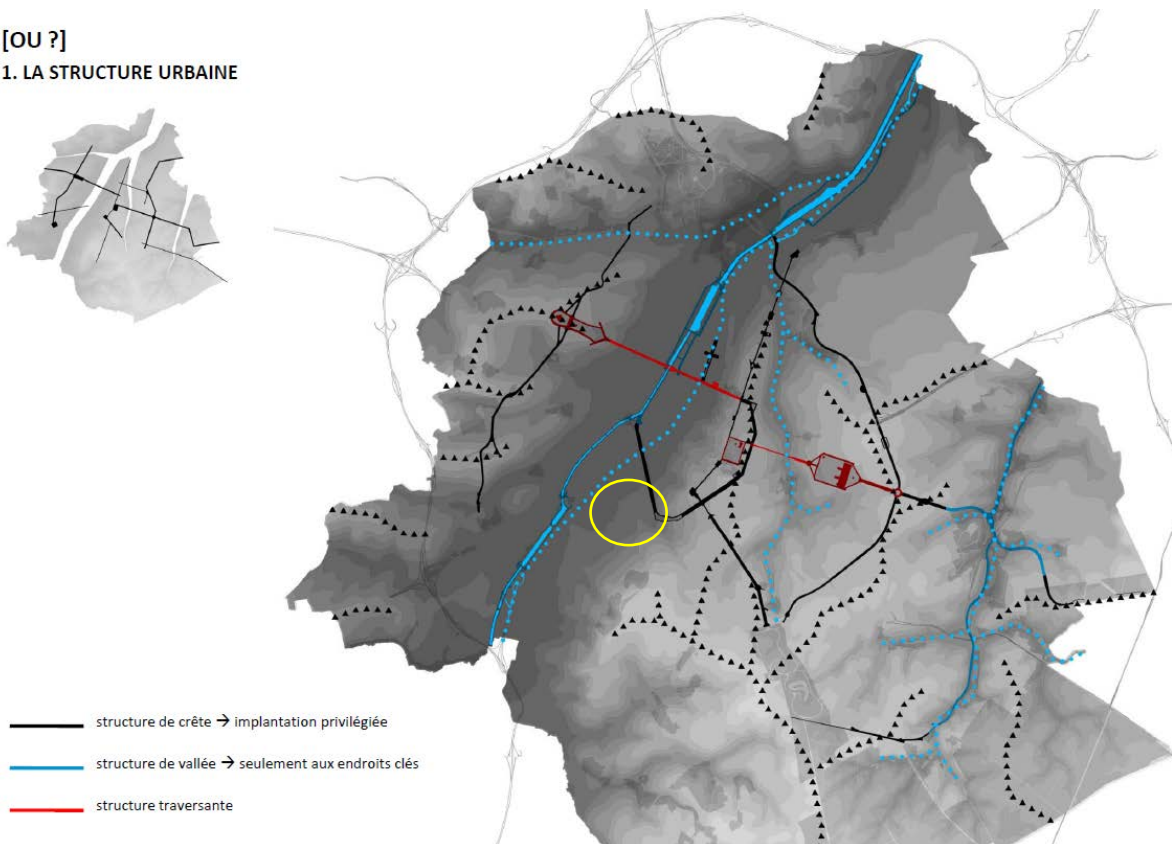 [OU ?]
1. LA STRUCTURE URBAINE
structure de crête → implantation privilégiée
structure de vallée → seulement aux endroits clés
structure traversante